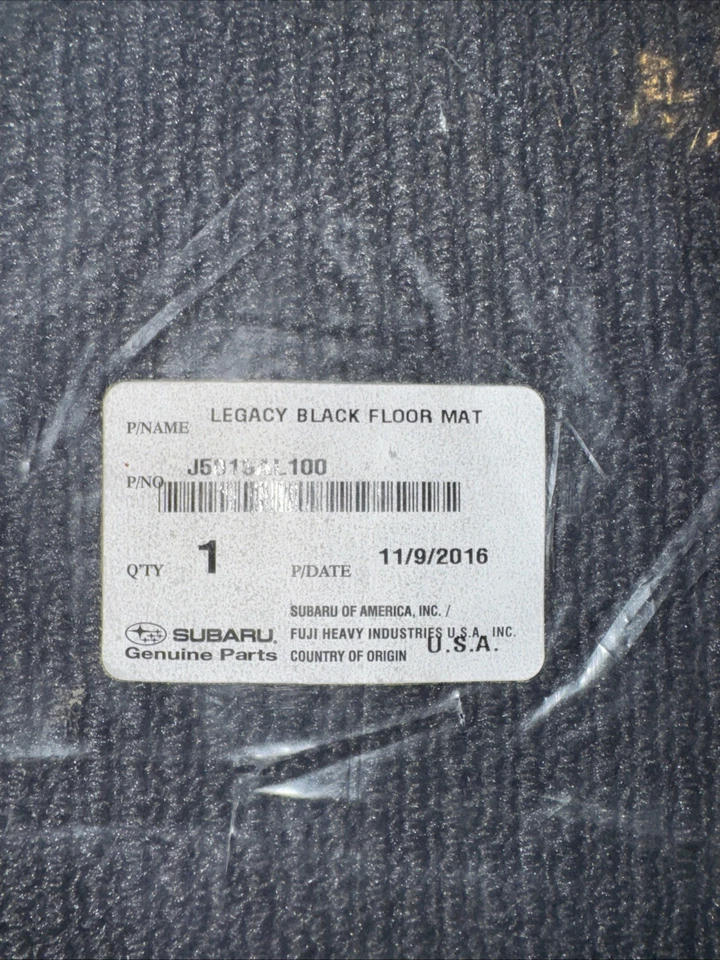 P/NAME LEGACY BLACK FLOOR MAT
P/NO
Q'TY 1 P/DATE 11/9/2016
SUBARU OF AMERICA, INC. /
SUBARU. FUJI HEAVY INDUSTRIES U.S.A., INC.
Genuine Parts COUNTRY OF ORIGIN U.S.A.